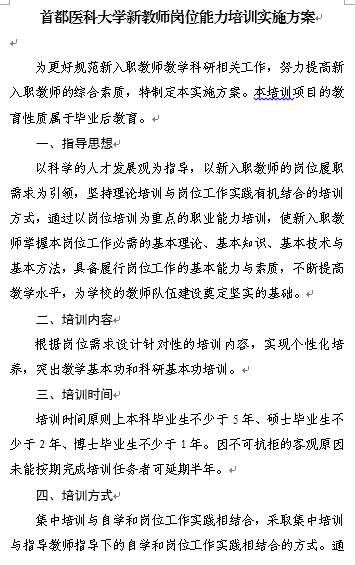 首都医科大学新教师岗位能力培训实施方案
为更好规范新入职教师教学科研相关工作，努力提高新
入职教师的综合素质，特制定本实施方案。本培训项目的教
育性质属于毕业后教育。
一、指导思想
以科学的人才发展观为指导，以新入职教师的岗位履职
需求为引领，坚持理论培训与岗位工作实践有机结合的培训
方式，通过以岗位培训为重点的职业能力培训，使新入职教
师掌握本岗位工作必需的基本理论、基本知识、基本技术与
基本方法，具备履行岗位工作的基本能力与素质，不断提高
教学水平，为学校的教师队伍建设奠定坚实的基础。
二、培训内容
根据岗位需求设计针对性的培训内容，实现个性化培
养，突出教学基本功和科研基本功培训。
三、培训时间
培训时间原则上本科毕业生不少于 5 年、硕士毕业生不
少于 2 年、博士毕业生不少于 1 年。因不可抗拒的客观原因
未能按期完成培训任务者可延期半年。
四、培训方式
集中培训与自学和岗位工作实践相结合，采取集中培训
与指导教师指导下的自学和岗位工作实践相结合的方式。通